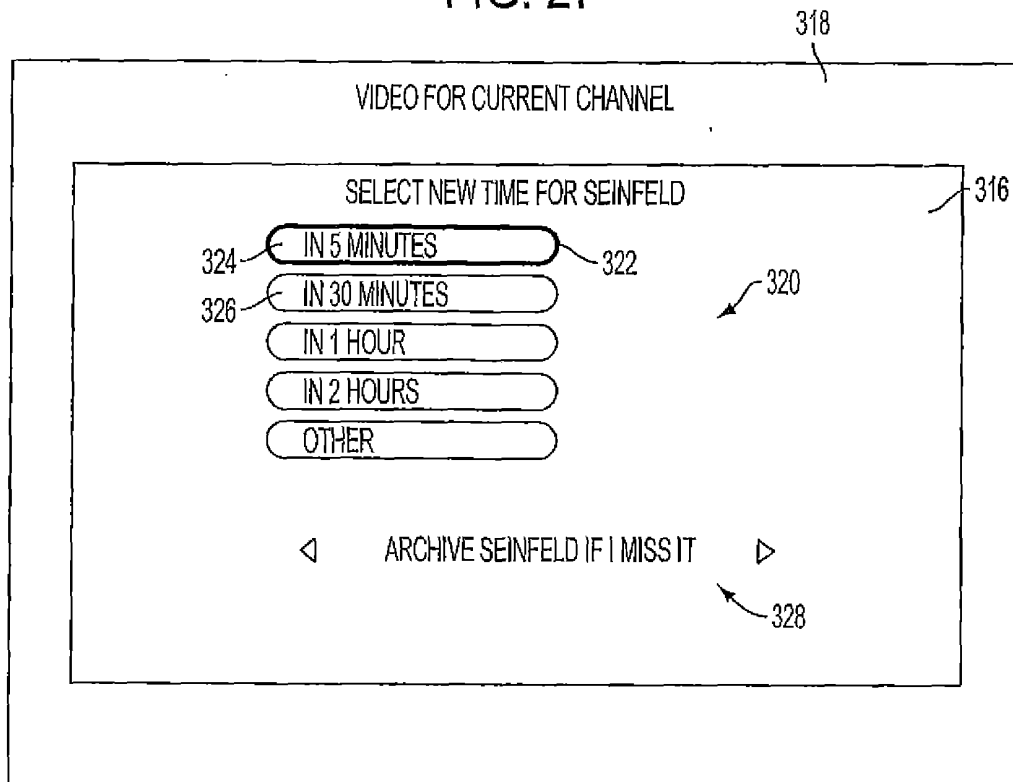 318
VIDEO FOR CURRENT CHANNEL
SELECT NEW TIME FOR SEINFELD
316
324
IN 5 MINUTES
322
326
IN 30 MINUTES
320
IN 1 HOUR
IN 2 HOURS
OTHER
ARCHIVE SEINFELD IF I MISS IT
328